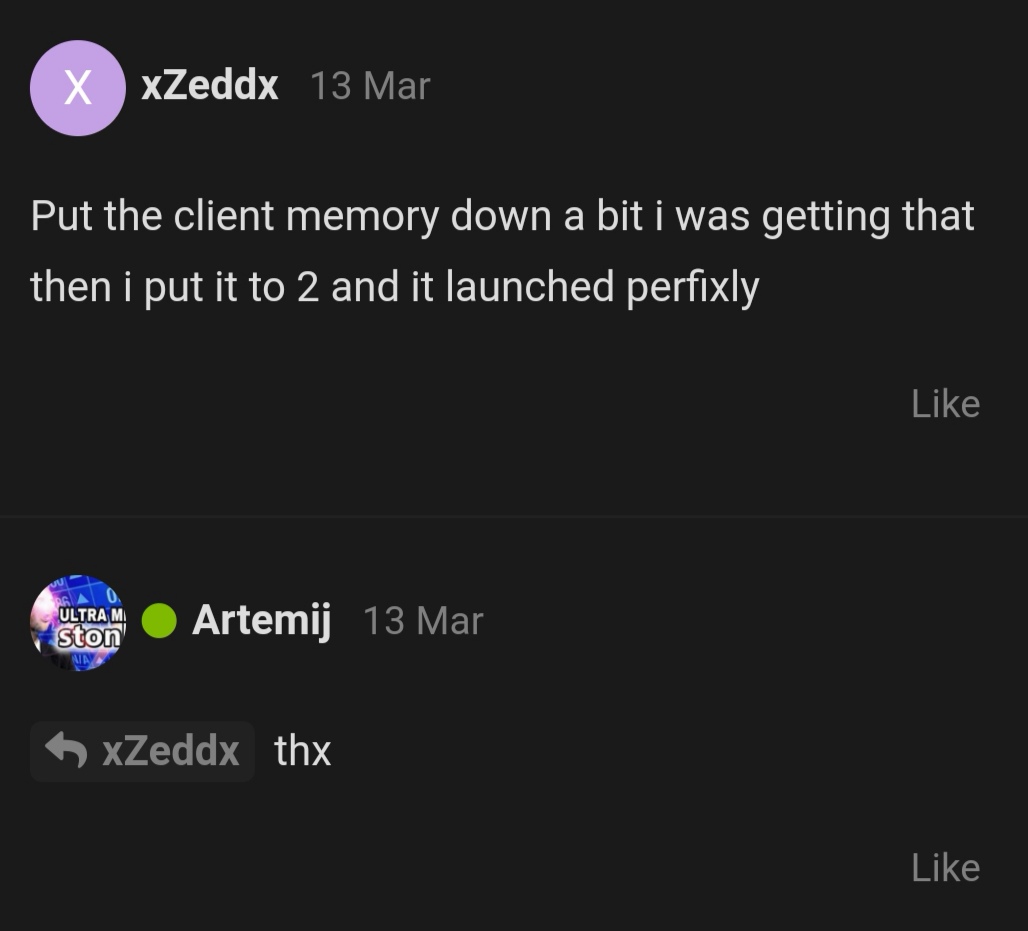 X xZeddx 13 Mar
Put the client memory down a bit i was getting that
then i put it to 2 and it launched perfixly
Like
ULTRA
ston
Artemij 13 Mar
xZeddx thx
Like